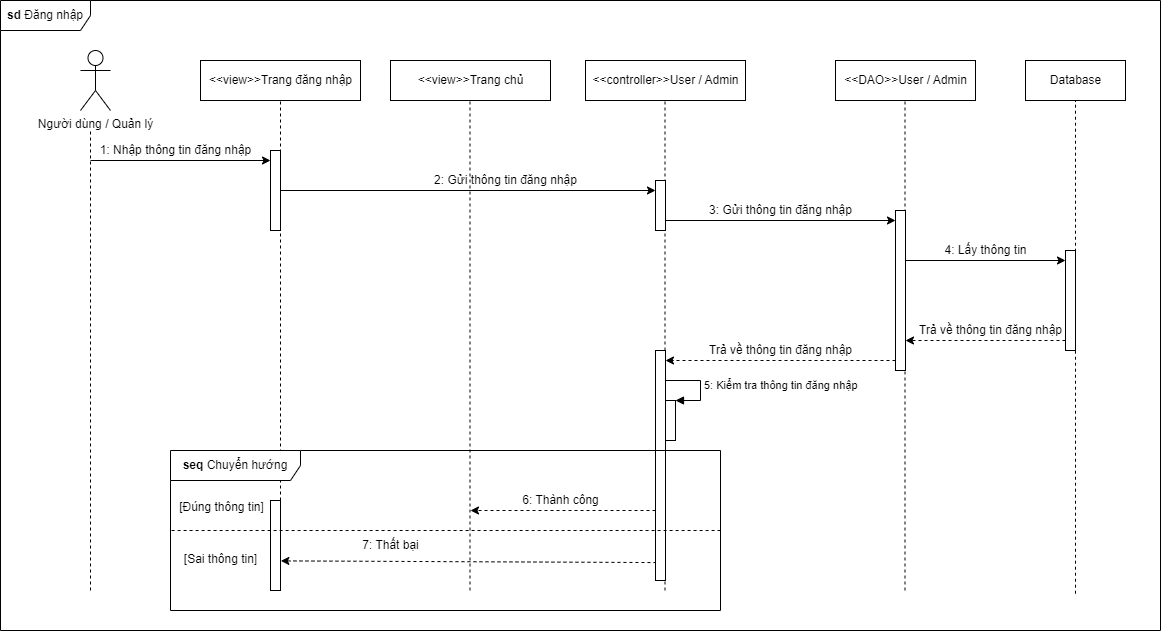 sd Đăng nhập
<<view>>Trang đăng nhập
<<view>>Trang chủ
<<controller>>User / Admin
<<DAO>>User / Admin
Database
Người dùng / Quản lý
1: Nhập thông tin đăng nhập
2: Gửi thông tin đăng nhập
3: Gửi thông tin đăng nhập
4: Lấy thông tin
Trả về thông tin đăng nhập
Trả về thông tin đăng nhập
5: Kiểm tra thông tin đăng nhập
seq Chuyển hướng
[Đúng thông tin]
6: Thành công
7: Thất bại
[Sai thông tin]